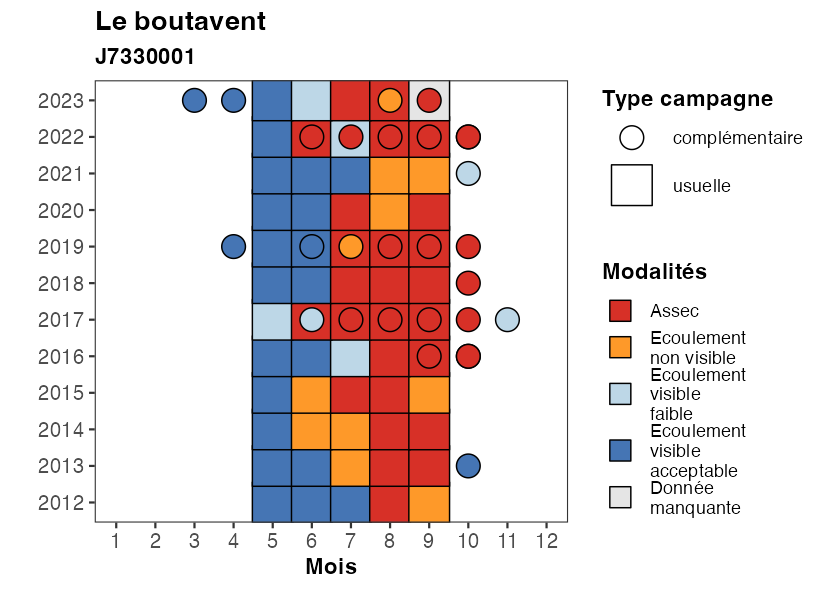 Le boutavent
J7330001
2023
2022
2021
2020
2019
2018
2017
2016
2015
2014
2013
2012
1 2 3 4 5 6 7 8 9 10 11 12
Mois
Type campagne
complémentaire
usuelle
Modalités
Assec
Ecoulement
non visible
Ecoulement
visible
faible
Ecoulement
visible
acceptable
Donnée
manquante